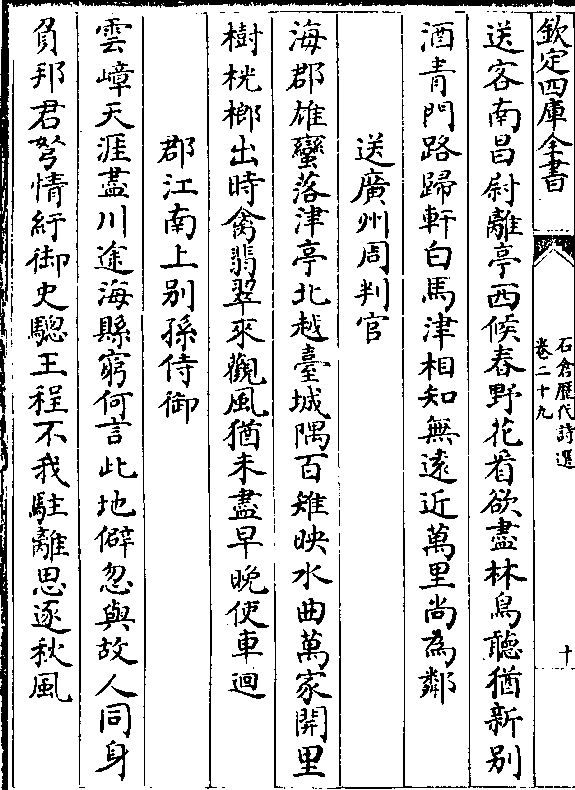 欽定四庫全書
石倉歷代詩選
卷二十九
十
送客南昌尉離亭西候春野花看欲盡林鳥聽猶新别
酒青門路歸軒白馬津相知無逺近萬里尚為鄰
送廣州周判官
海郡雄蠻落津亭北越臺城隅百雉映水曲萬家開里
樹桄榔出時禽翡翠來觀風猶未盡早晚使車迴
郡江南上别孫侍御
雲嶂天涯盡川途海縣窮何言此地僻忽與故人同身
負邦君弩情紆御史驄王程不我駐離思逐秋風